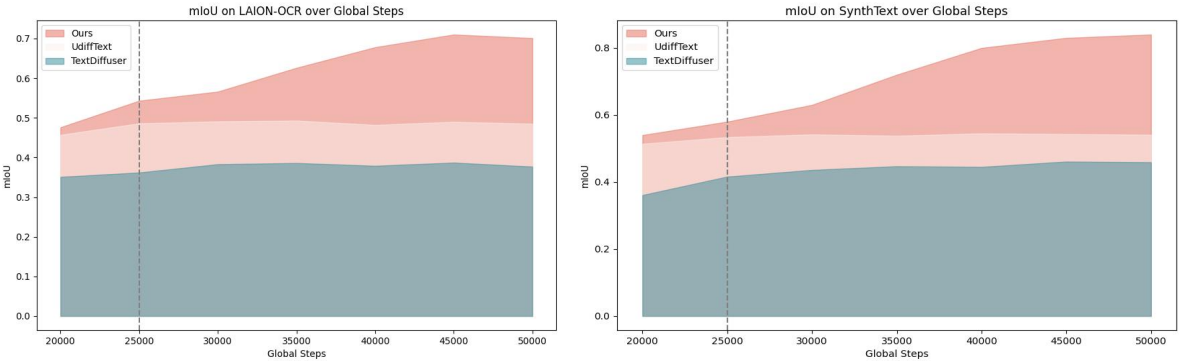 mIoU on LAION-OCR over Global Steps
Ours
UdiffText
TextDiffuser
mIoU
0.7
0.6
0.5
0.4
0.3
0.2
0.1
0.0
20000 25000 30000 35000 40000 45000 50000
Global Steps
mIoU on SynthText over Global Steps
Ours
UdiffText
TextDiffuser
mIoU
0.8
0.6
0.4
0.2
0.0
20000 25000 30000 35000 40000 45000 50000
Global Steps